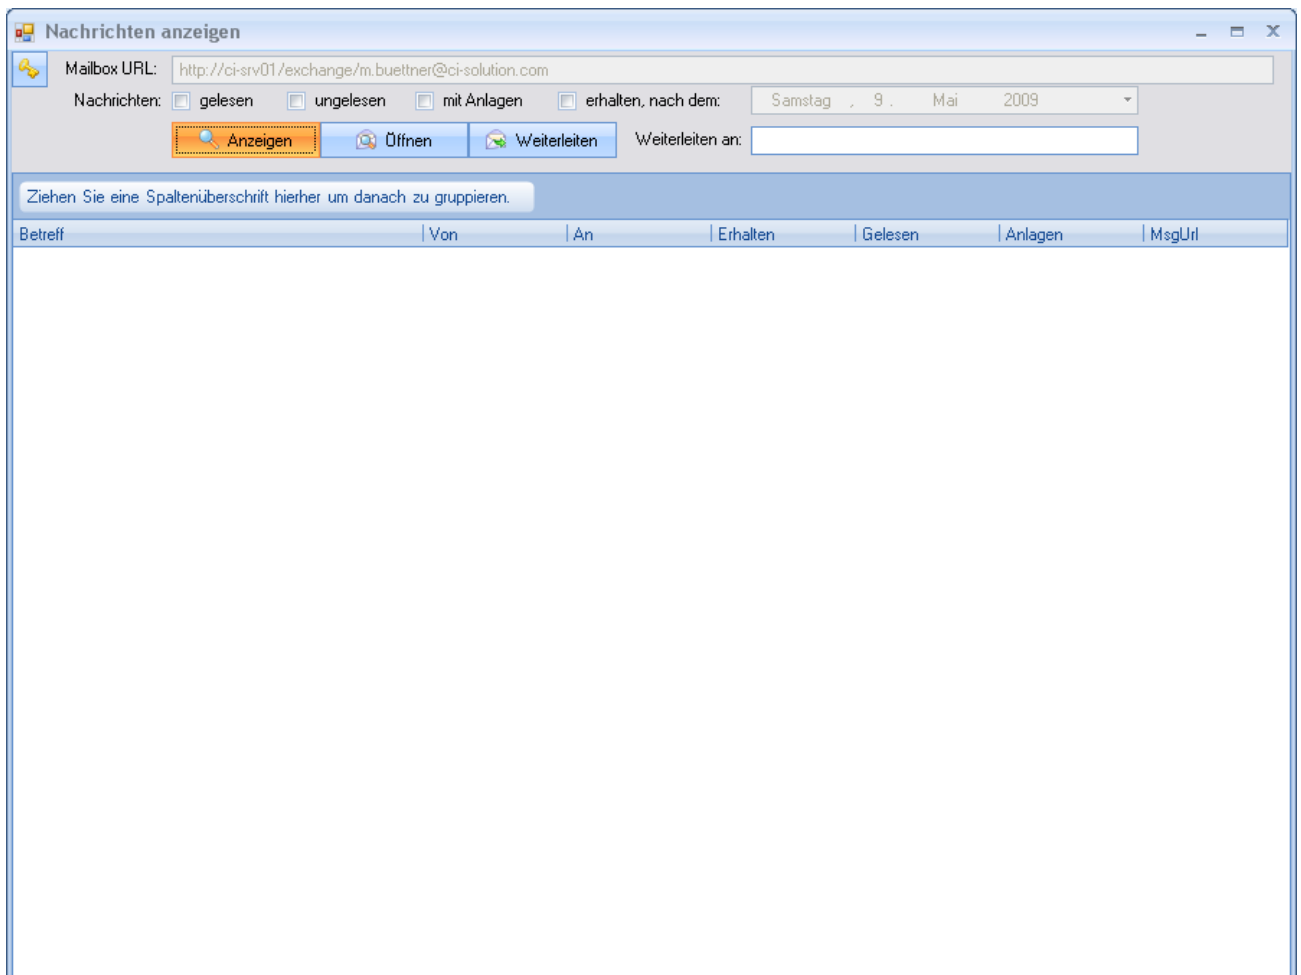 Nachrichten anzeigen
Mailbox URL: http://ci-srv01/exchange/m.buettner@ci-solution.com
Nachrichten: gelesen ungelesen mit Anlagen erhalten, nach dem: Samstag , 9 . Mai 2009
Anzeigen Öffnen Weiterleiten Weiterleiten an:
Ziehen Sie eine Spaltenüberschrift hierher um danach zu gruppieren.
Betreff Von An Erhalten Gelesen Anlagen MsgUrl